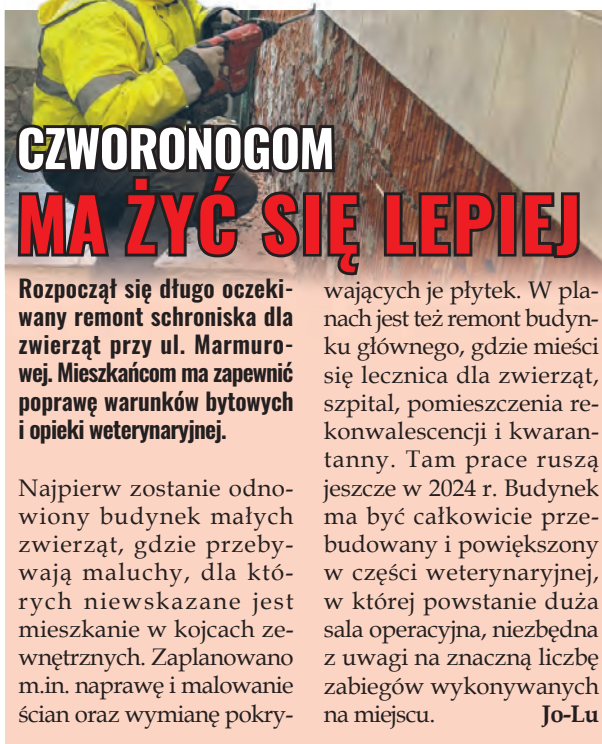 CZWORONOGOM
MA ŻYĆ SIĘ LEPIEJ
Rozpoczął się długo oczeki-
wany remont schroniska dla
zwierząt przy ul. Marmuro-
wej. Mieszkańcom ma zapewnić
poprawę warunków bytowych
i opieki weterynaryjnej.
Najpierw zostanie odno-
wiony budynek małych
zwierząt, gdzie przeby-
wają maluchy, dla któ-
rych niewskazane jest
mieszkanie w kojcach ze-
wnętrznych. Zaplanowano
m.in. naprawę i malowanie
ścian oraz wymianę pokry-
wających je płytek. W pla-
nach jest też remont budyn-
ku głównego, gdzie mieści
się lecznica dla zwierząt,
szpital, pomieszczenia re-
konwalescencji i kwaran-
tanny. Tam prace ruszą
jeszcze w 2024 r. Budynek
ma być całkowicie prze-
budowany i powiększony
w części weterynaryjnej,
w której powstanie duża
sala operacyjna, niezbędna
z uwagi na znaczną liczbę
zabiegów wykonywanych
na miejscu. Jo-Lu